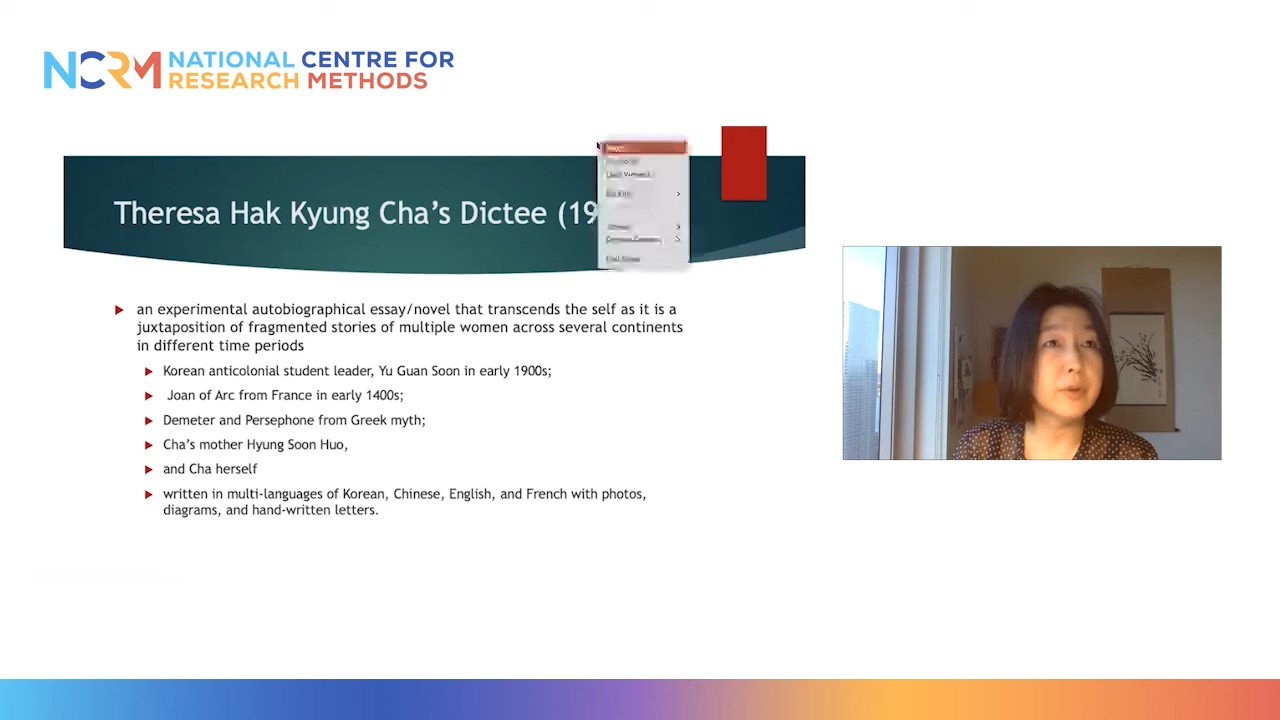 NCRM NATIONAL CENTRE FOR
RESEARCH METHODS
Theresa Hak Kyung Cha's Dictee (19
an experimental autobiographical essay/novel that transcends the self as it is a
juxtaposition of fragmented stories of multiple women across several continents
in different time periods
Korean anticolonial student leader, Yu Guan Soon in early 1900s;
Joan of Arc from France in early 1400s;
Demeter and Persephone from Greek myth;
Cha's mother Hyung Soon Huo,
and Cha herself
written in multi-languages of Korean, Chinese, English, and French with photos,
diagrams, and hand-written letters.